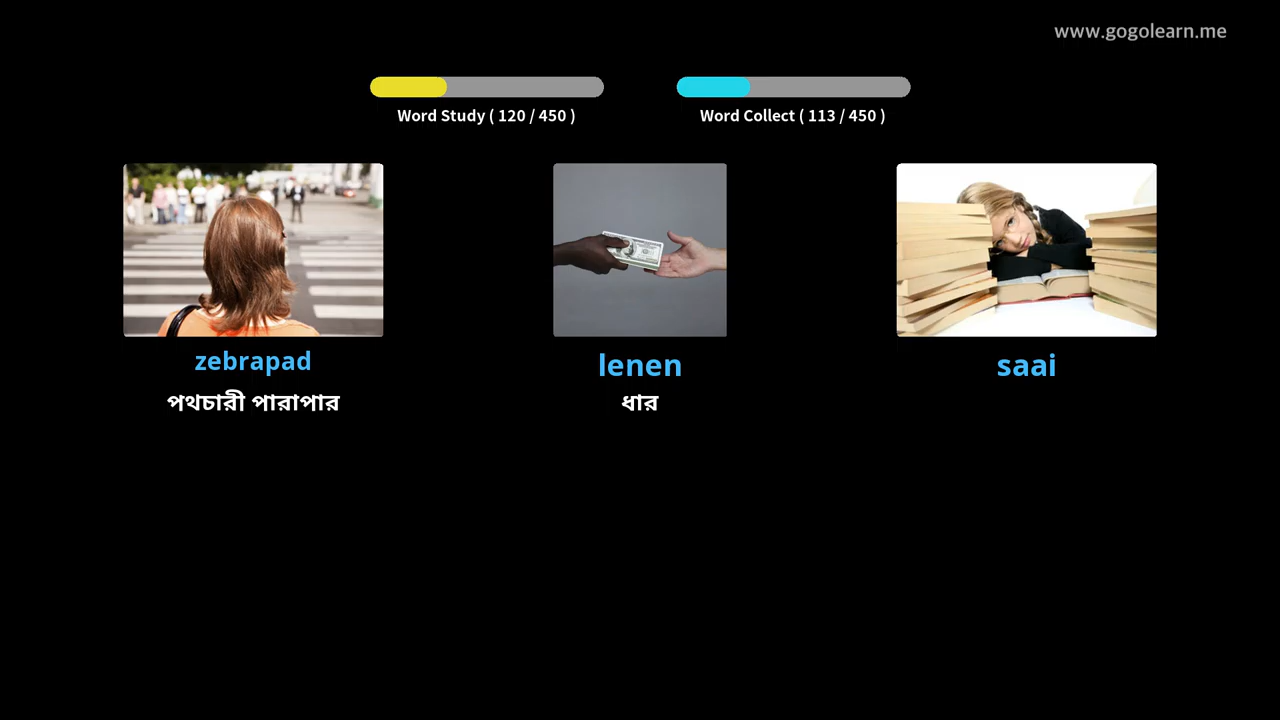 www.gogolearn.me
Word Study ( 120 / 450 )
Word Collect ( 113 / 450 )
zebrapad
lenen
saai
পথচারী পারাপার
ধার